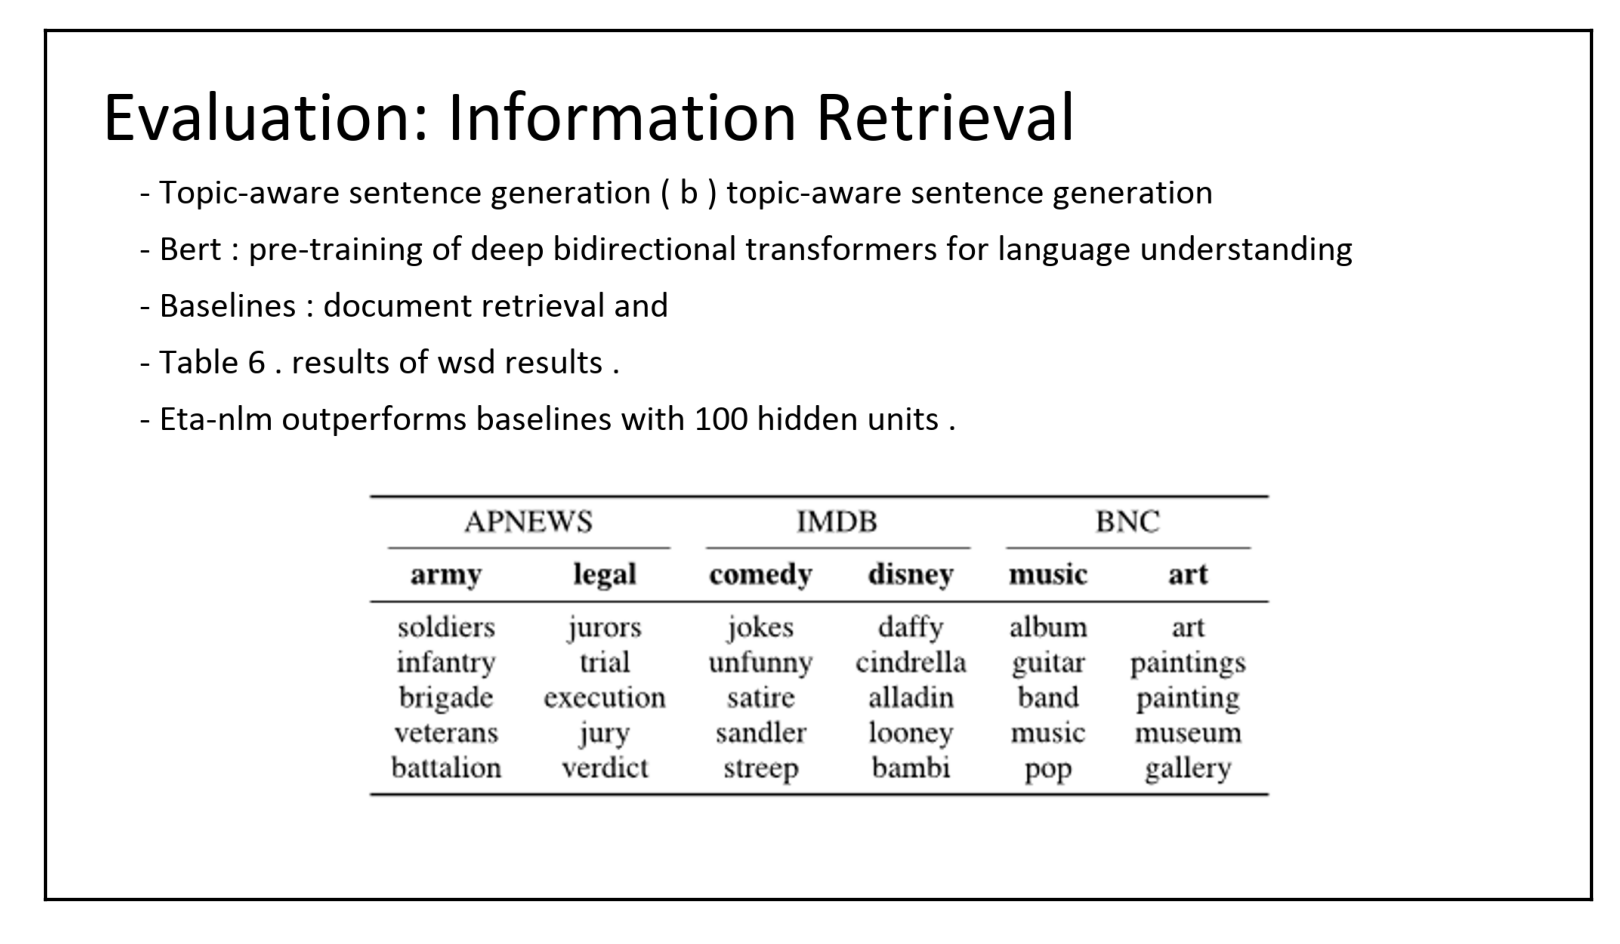 Evaluation: Information Retrieval
- Topic-aware sentence generation ( b ) topic-aware sentence generation
- Bert : pre-training of deep bidirectional transformers for language understanding
- Baselines : document retrieval and
- Table 6 . results of wsd results .
- Eta-nlm outperforms baselines with 100 hidden units .
APNEWS IMDB BNC
army legal comedy disney music art
soldiers jurors jokes daffy album art
infantry trial unfunny cindrella guitar paintings
brigade execution satire alladin band painting
veterans jury sandler looney music museum
battalion verdict streep bambi pop gallery